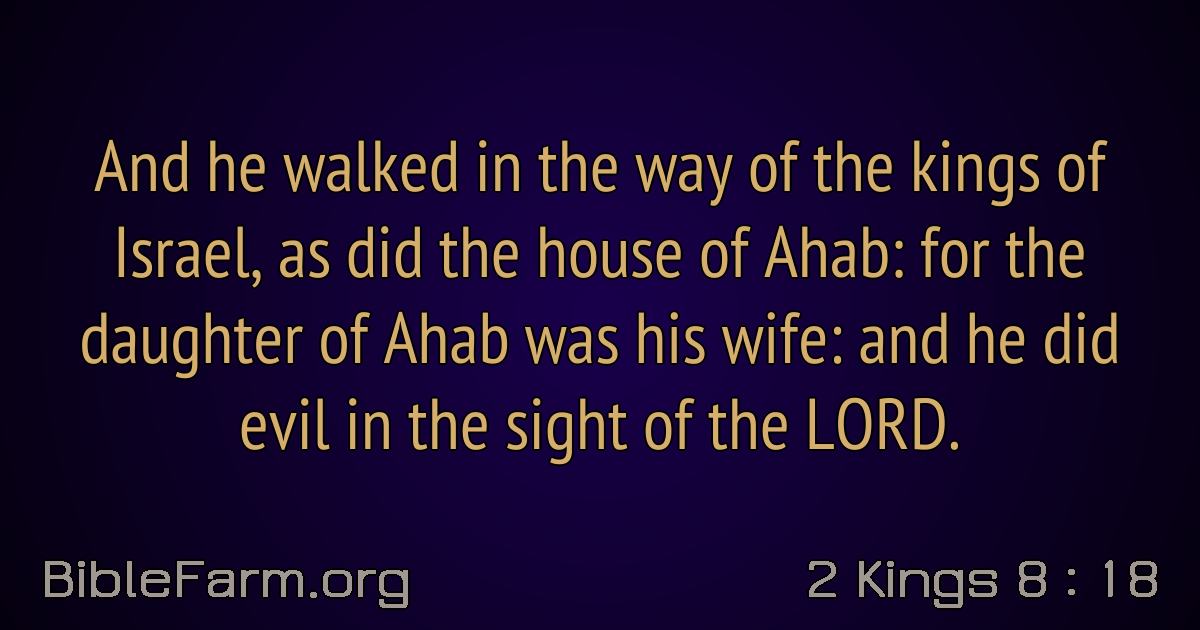 And he walked in the way of the kings of
Israel, as did the house of Ahab: for the
daughter of Ahab was his wife: and he did
evil in the sight of the LORD.
BibleFarm.org
2 Kings 8 : 18